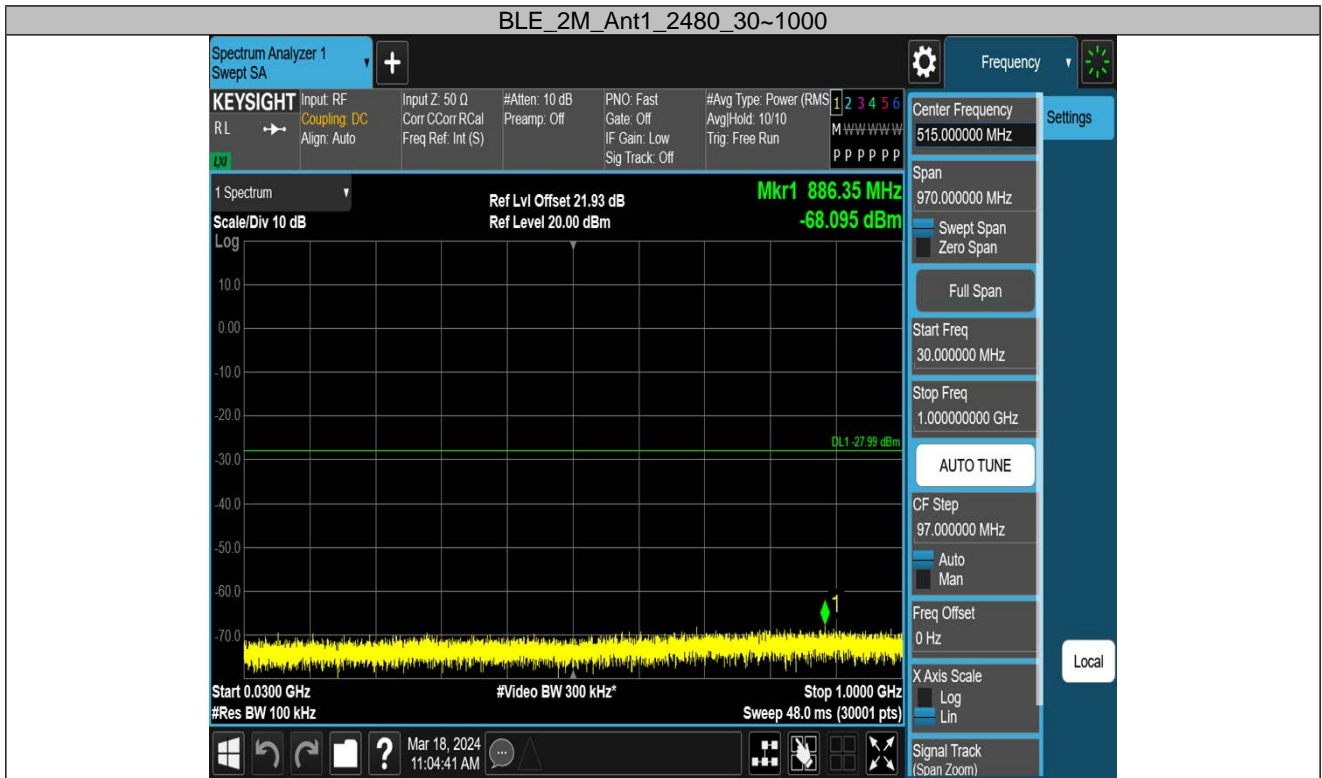 BLE_2M_Ant1_2480_30~1000
Spectrum Analyzer 1
Swept SA
+
Frequency
KEYSIGHT
RL
LXI
Input: RF
Coupling: DC
Align: Auto
Input Z: 50 Ω
Corr CCorr RCal
Freq Ref: Int (S)
#Atten: 10 dB
Preamp: Off
PNO: Fast
Gate: Off
IF Gain: Low
Sig Track: Off
#Avg Type: Power (RMS
Avg|Hold: 10/10
Trig: Free Run
1 2 3 4 5 6
M W W W W W
P P P P P P
1 Spectrum
Scale/Div 10 dB
Log
Ref Lvl Offset 21.93 dB
Ref Level 20.00 dBm
Mkr1 886.35 MHz
-68.095 dBm
10.0
0.00
-10.0
-20.0
DL1 -27.99 dBm
-30.0
-40.0
-50.0
-60.0
1
-70.0
Start 0.0300 GHz
#Res BW 100 kHz
#Video BW 300 kHz*
Stop 1.0000 GHz
Sweep 48.0 ms (30001 pts)
?
Mar 18, 2024
11:04:41 AM
Center Frequency
515.000000 MHz
Settings
Span
970.000000 MHz
Swept Span
Zero Span
Full Span
Start Freq
30.000000 MHz
Stop Freq
1.000000000 GHz
AUTO TUNE
CF Step
97.000000 MHz
Auto
Man
Freq Offset
0 Hz
X Axis Scale
Log
Lin
Local
Signal Track
(Span Zoom)